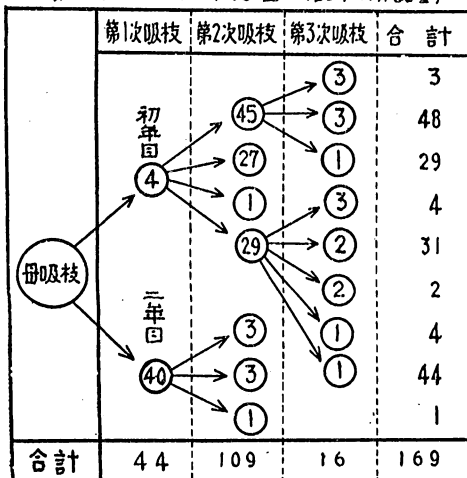 第1次吸枝 第2次吸枝 第3次吸枝 合計
3 3
初年目 45 3 48
27 1 29
4 1 3 4
29 2 31
母吸枝 2 2
二年目 3 1 4
40 3 1 44
1 1
合計 44 109 16 169